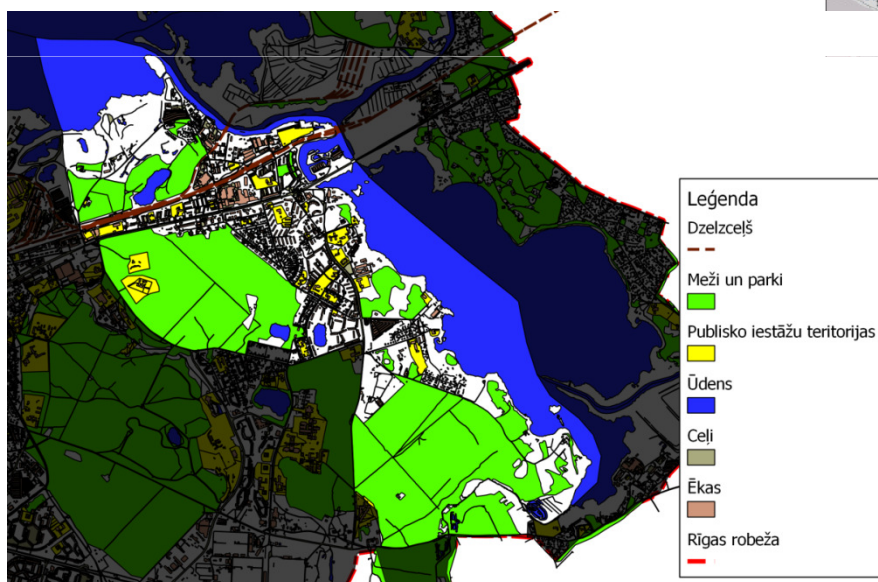 Leģenda
Dzelzceļš
Meži un parki
Publisko iestāžu teritorijas
Ūdens
Ceļi
Ēkas
Rīgas robeža